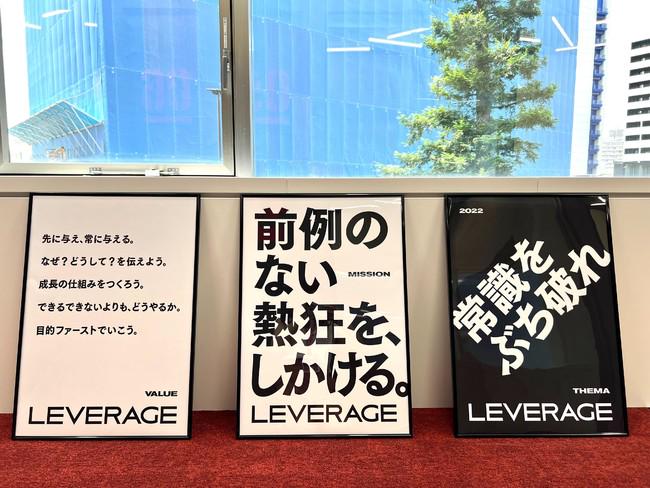 先に与え、常に与える。
なぜ？どうして？を伝えよう。
成長の仕組みをつくろう。
できるできないよりも、どうやるか。
目的ファーストでいこう。
VALUE
LEVERAGE
前例の
ない
MISSION
熱狂を、
しかける。
LEVERAGE
2022
常識を
ぶち破れ
THEMA
LEVERAGE